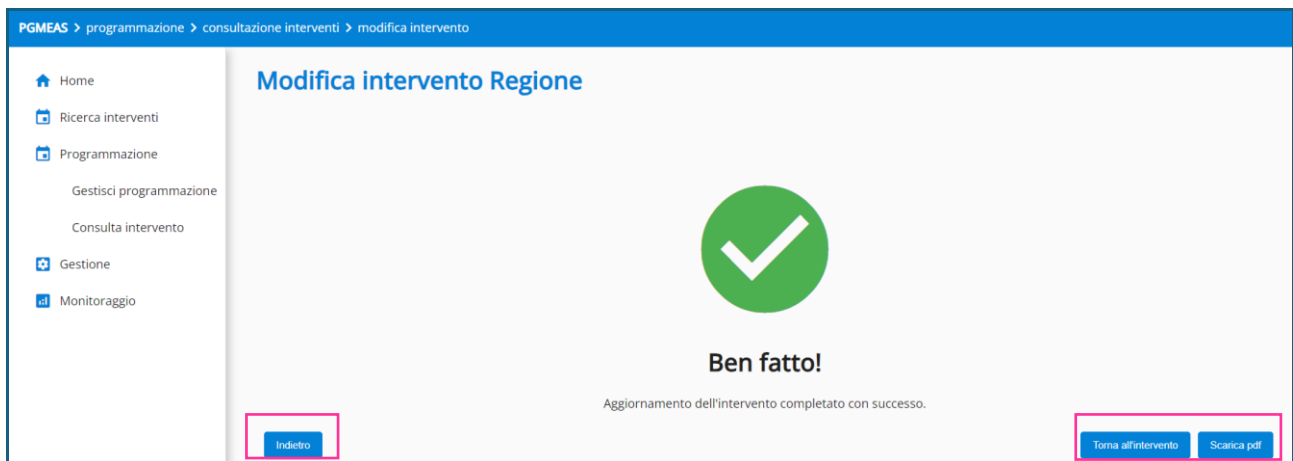 PGMEAS > programmazione > consultazione interventi > modifica intervento
Home
Ricerca interventi
Programmazione
Gestisci programmazione
Consulta intervento
Gestione
Monitoraggio
Modifica intervento Regione
Ben fatto!
Aggiornamento dell'intervento completato con successo.
Indietro
Torna all'intervento
Scarica pdf